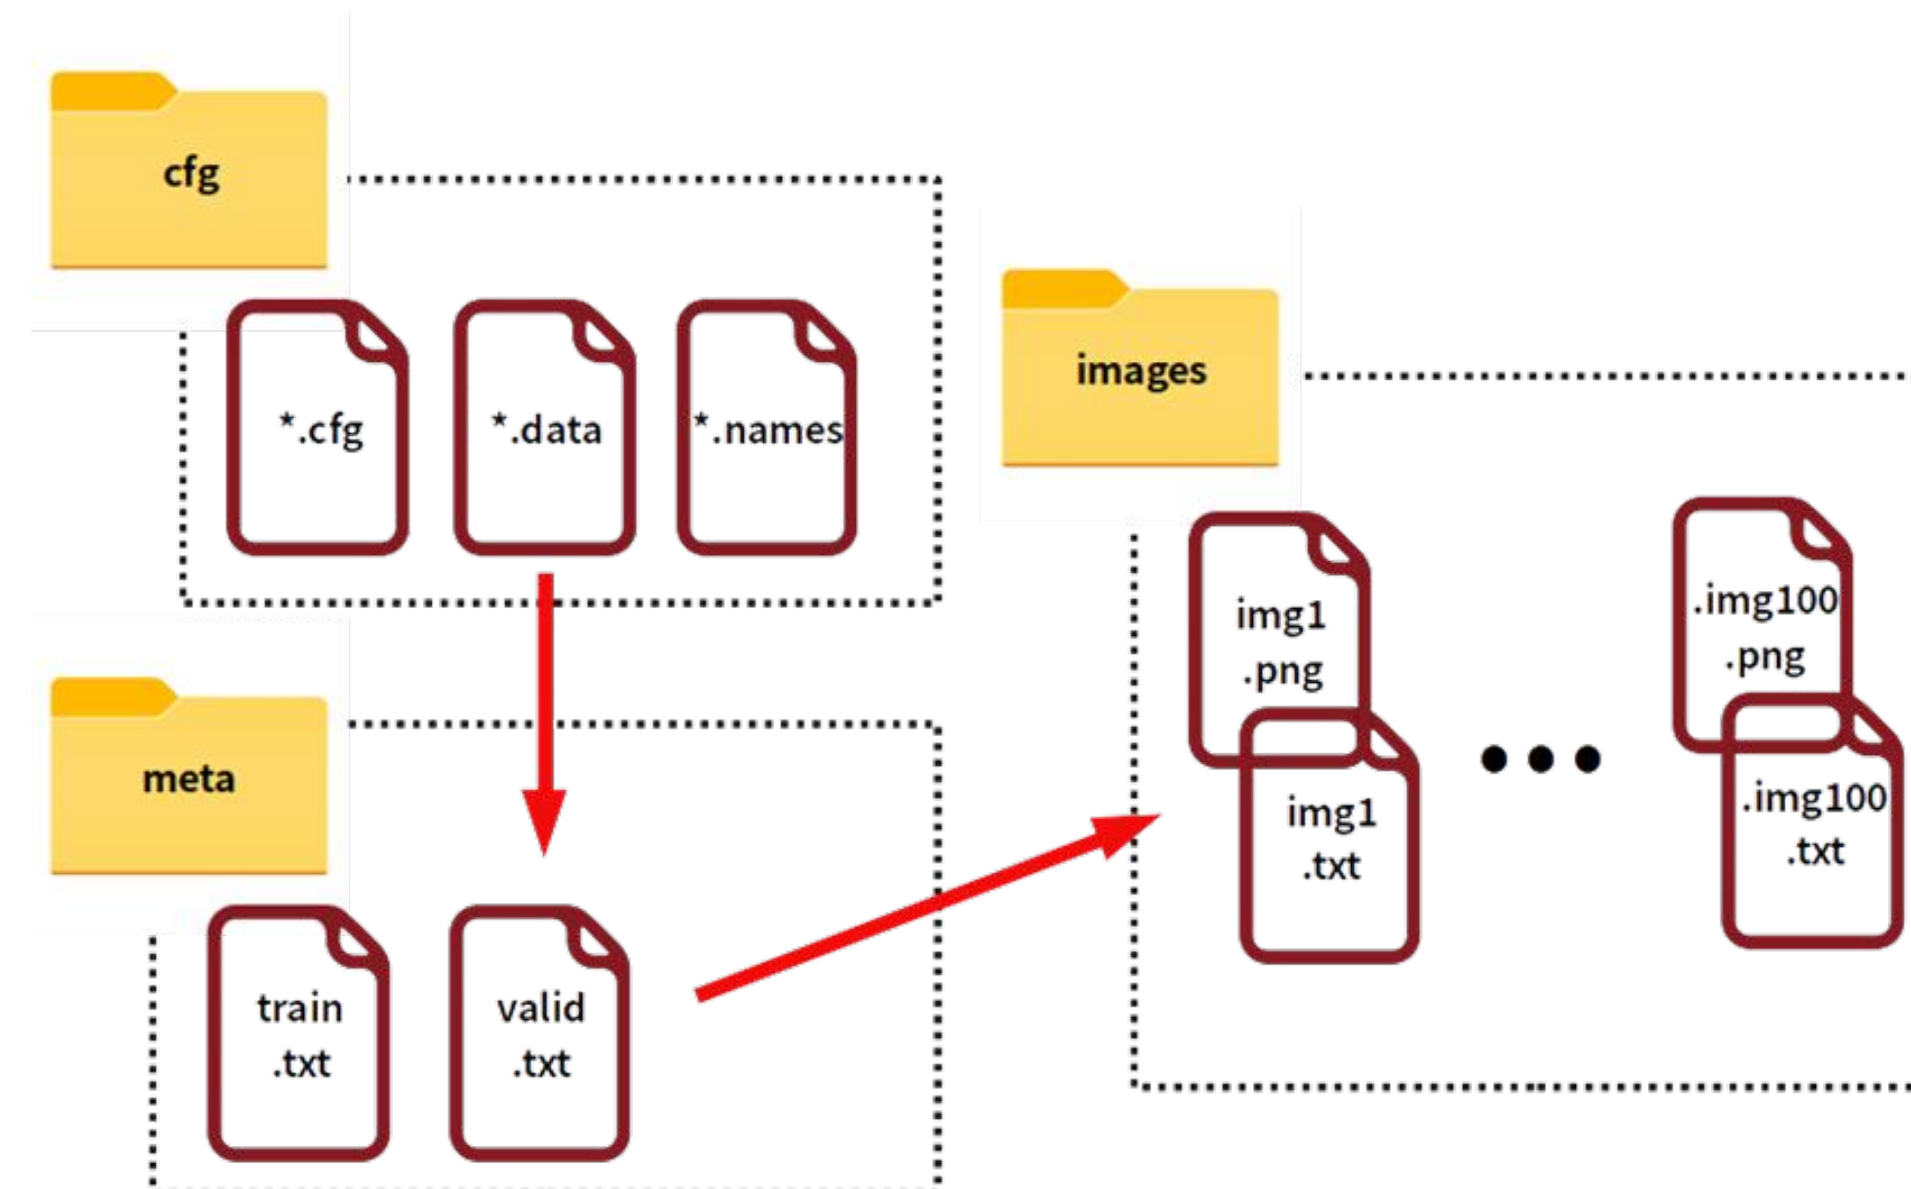 cfg
*.cfg
*.data
*.names
images
img1
.png
img1
.txt
.img100
.png
.img100
.txt
meta
train
.txt
valid
.txt